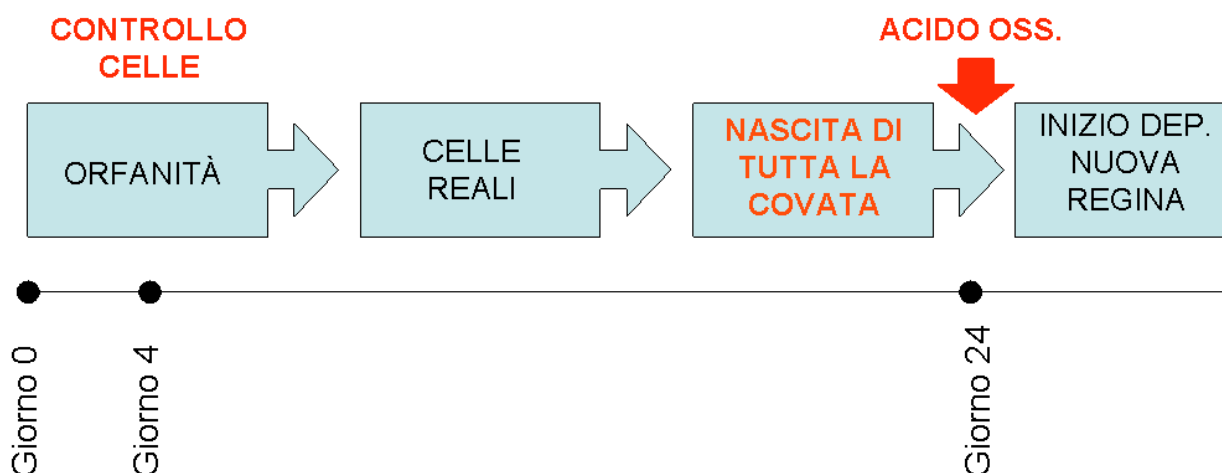 CONTROLLO
CELLE
ACIDO OSS.
ORFANITÀ
CELLE
REALI
NASCITA DI
TUTTA LA
COVATA
INIZIO DEP.
NUOVA
REGINA
Giorno 0
Giorno 4
Giorno 24